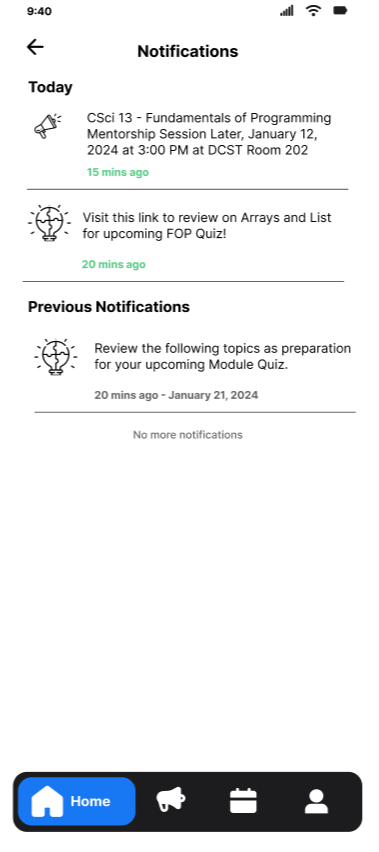 9:40
Notifications
Today
CSci 13 - Fundamentals of Programming
Mentorship Session Later, January 12,
2024 at 3:00 PM at DCST Room 202
15 mins ago
Visit this link to review on Arrays and List
for upcoming FOP Quiz!
20 mins ago
Previous Notifications
Review the following topics as preparation
for your upcoming Module Quiz.
20 mins ago - January 21, 2024
No more notifications
Home